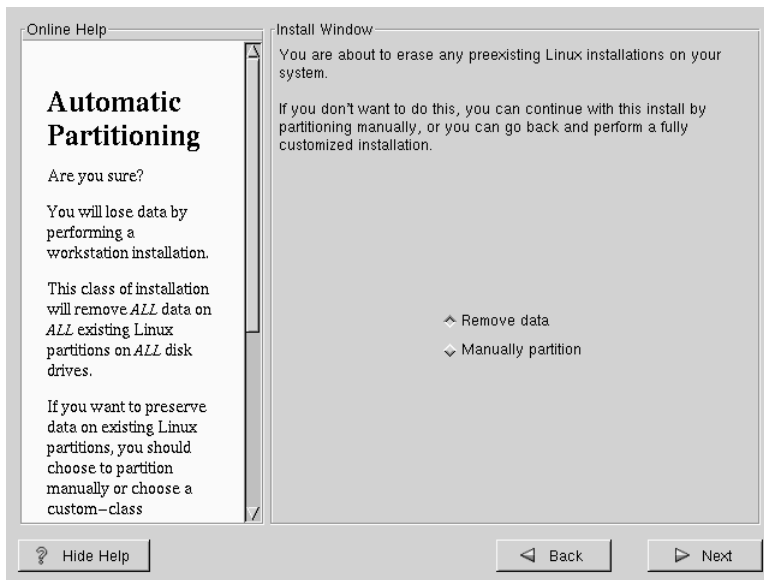 Online Help
Automatic
Partitioning
Are you sure?
You will lose data by
performing a
workstation installation.
This class of installation
will remove ALL data on
ALL existing Linux
partitions on ALL disk
drives.
If you want to preserve
data on existing Linux
partitions, you should
choose to partition
manually or choose a
custom-class
Install Window
You are about to erase any preexisting Linux installations on your
system.
If you don't want to do this, you can continue with this install by
partitioning manually, or you can go back and perform a fully
customized installation.
Remove data
Manually partition
Hide Help
Back
Next